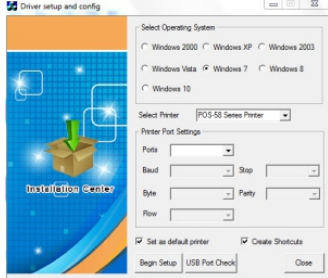 Driver setup and config
Select Operating System
Windows 2000 Windows XP Windows 2003
Windows Vista Windows 7 Windows 8
Windows 10
Select Printer POS-58 Series Printer
Printer Port Settings
Ports
Baud Stop
Byte Parity
Flow
Installation Center
Set as default printer Create Shortcuts
Begin Setup USB Port Check Close